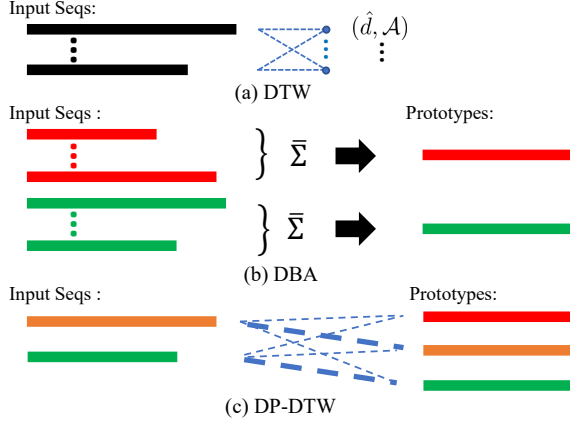 Input Seqs:
(d̂, 𝒜)
(a) DTW
Input Seqs :
Prototypes:
} Σ̅
} Σ̅
(b) DBA
Input Seqs :
Prototypes:
(c) DP-DTW